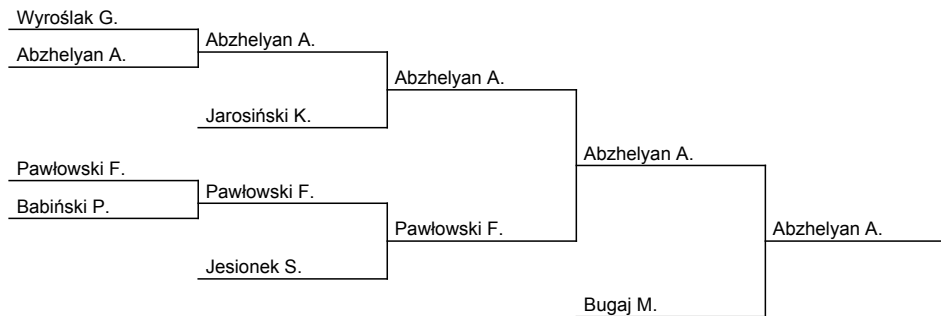 Wyroślak G.
Abzhelyan A.
Abzhelyan A.
Abzhelyan A.
Jarosiński K.
Abzhelyan A.
Pawłowski F.
Pawłowski F.
Babiński P.
Pawłowski F.
Abzhelyan A.
Jesionek S.
Bugaj M.